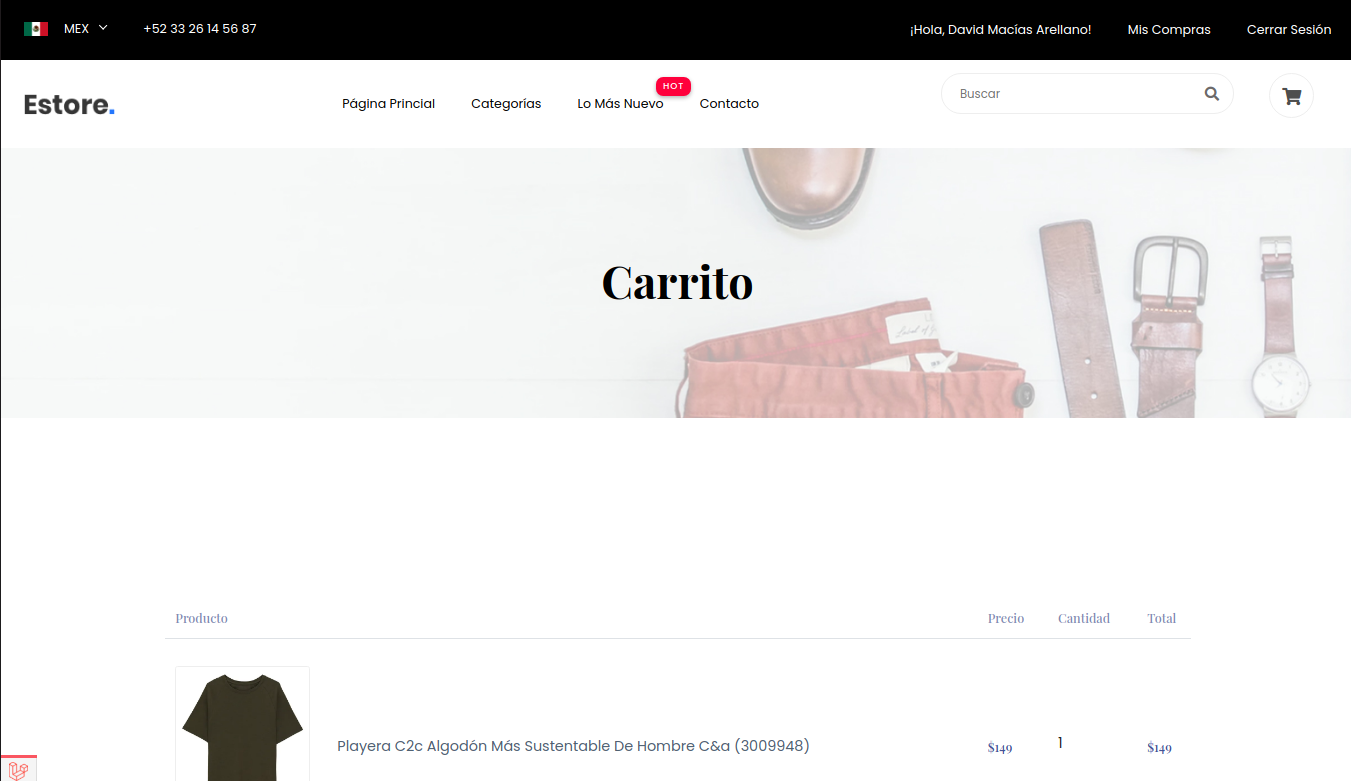 MEX +52 33 26 14 56 87 ¡Hola, David Macías Arellano! Mis Compras Cerrar Sesión
Estore. Página Princial Categorías Lo Más Nuevo HOT Contacto Buscar
Carrito
Producto Precio Cantidad Total
Playera C2c Algodón Más Sustentable De Hombre C&a (3009948) $149 1 $149